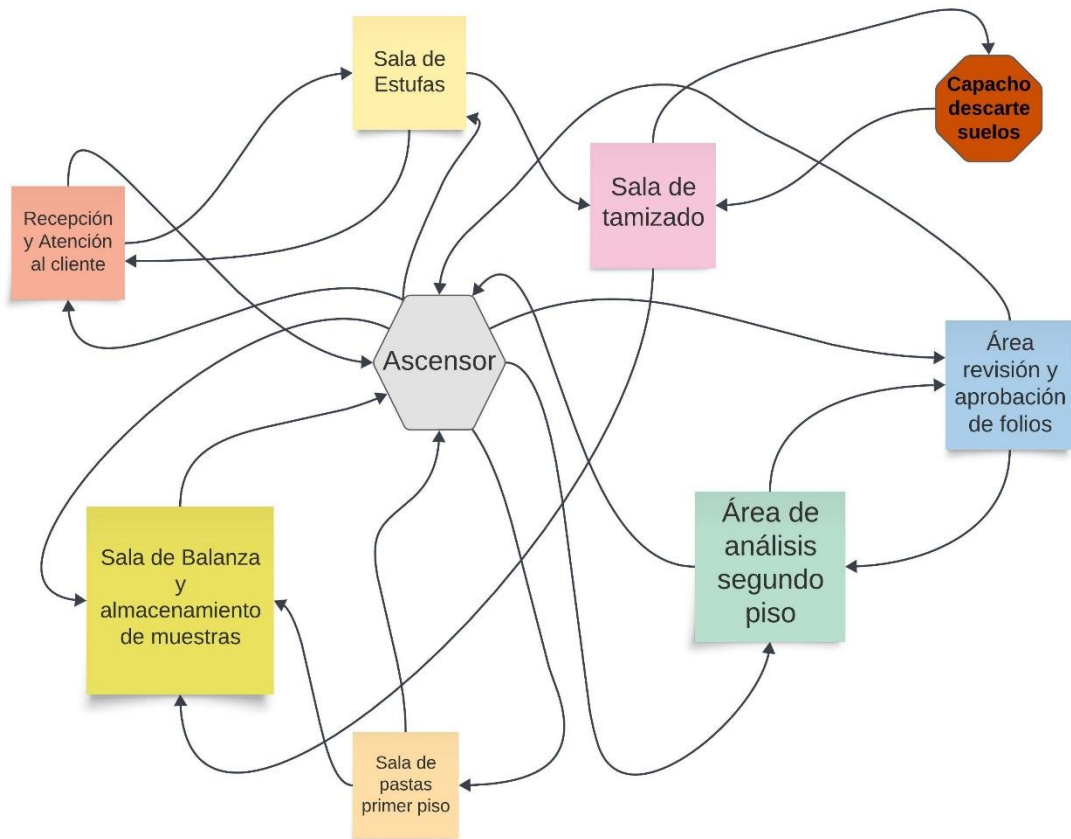 Sala de
Estufas
Capacho
descarte
suelos
Sala de
tamizado
Recepción
y Atención
al cliente
Ascensor
Área
revisión y
aprobación
de folios
Sala de Balanza
y
almacenamiento
de muestras
Área de
análisis
segundo
piso
Sala de
pastas
primer piso